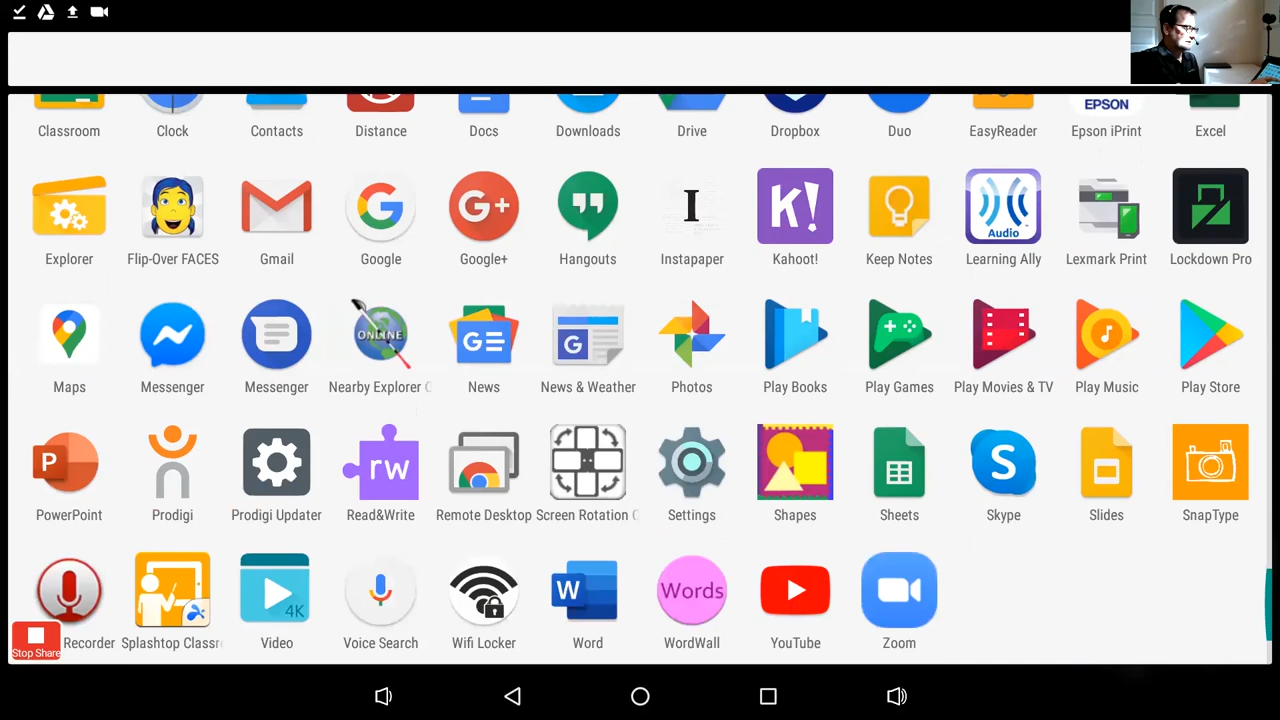 EPSON
Classroom Clock Contacts Distance Docs Downloads Drive Dropbox Duo EasyReader Epson iPrint Excel
G G+ I K! Audio
Explorer Flip-Over FACES Gmail Google Google+ Hangouts Instapaper Kahoot! Keep Notes Learning Ally Lexmark Print Lockdown Pro
ONLINE GE G
Maps Messenger Messenger Nearby Explorer O News News & Weather Photos Play Books Play Games Play Movies & TV Play Music Play Store
P rw S
PowerPoint Prodigi Prodigi Updater Read&Write Remote Desktop Screen Rotation C Settings Shapes Sheets Skype Slides SnapType
4K W Words
Stop Share Recorder Splashtop Classr Video Voice Search Wifi Locker Word WordWall YouTube Zoom